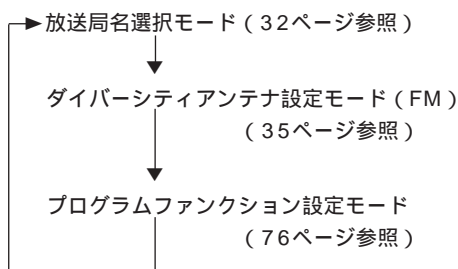 放送局名選択モード(32ページ参照)
ダイバーシティアンテナ設定モード(FM)
(35ページ参照)
プログラムファンクション設定モード
(76ページ参照)